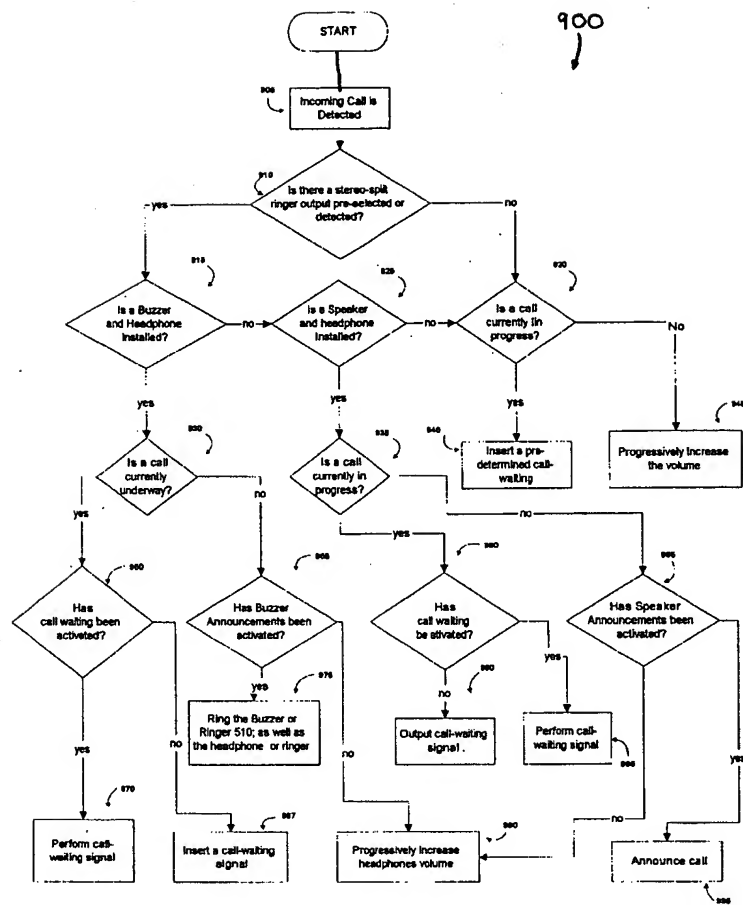 900
START
Incoming Call is
Detected
Is there a stereo-split
ringer output pre-selected or
detected?
yes
no
Is a Buzzer
and Headphone
Installed?
no
Is a Speaker
and headphone
Installed?
no
Is a call
currently in
progress?
No
yes
yes
yes
Is a call
currently
underway?
Is a call
currently in
progress?
Insert a pre-
determined call-
waiting
Progressively Increase
the volume
yes
no
yes
no
Has
call waiting been
activated?
Has Buzzer
Announcements been
activated?
Has
call waiting
be ativated?
Has Speaker
Announcements been
activated?
yes
no
yes
no
no
yes
no
yes
Ring the Buzzer or
Ringer 510; as well as
the headphone or ringer
Output call-waiting
signal .
Perform call-
waiting signal
Perform call-
waiting signal
Insert a call-waiting
signal
Progressively Increase
headphones volume
Announce call